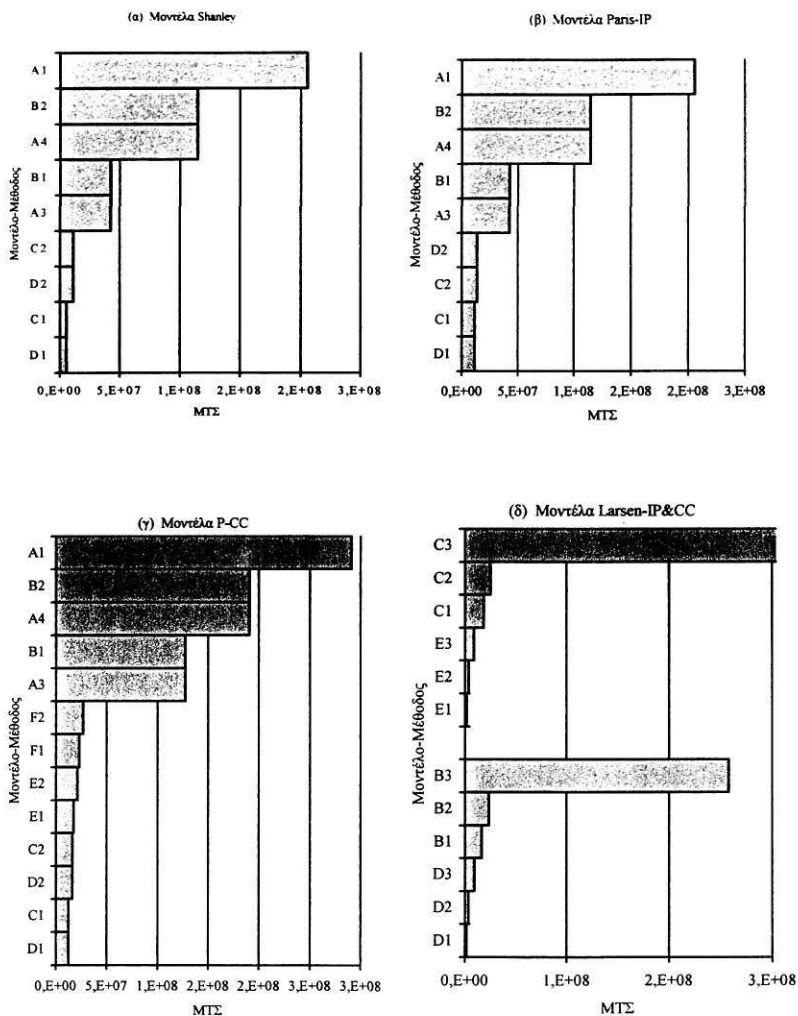 (α) Μοντέλα Shanley
Μοντέλο-Μέθοδος
A1
B2
A4
B1
A3
C2
D2
C1
D1
0,E+00 5,E+07 1,E+08 2,E+08 2,E+08 3,E+08
ΜΤΣ
(β) Μοντέλα Paris-IP
Μοντέλο-Μέθοδος
A1
B2
A4
B1
A3
D2
C2
C1
D1
0,E+00 5,E+07 1,E+08 2,E+08 2,E+08 3,E+08
ΜΤΣ
(γ) Μοντέλα P-CC
Μοντέλο-Μέθοδος
A1
B2
A4
B1
A3
F2
F1
E2
E1
C2
D2
C1
D1
0,E+00 5,E+07 1,E+08 2,E+08 2,E+08 3,E+08 3,E+08
ΜΤΣ
(δ) Μοντέλα Larsen-IP&CC
Μοντέλο-Μέθοδος
C3
C2
C1
E3
E2
E1
B3
B2
B1
D3
D2
D1
0,E+00 1,E+08 2,E+08 3,E+08
ΜΤΣ